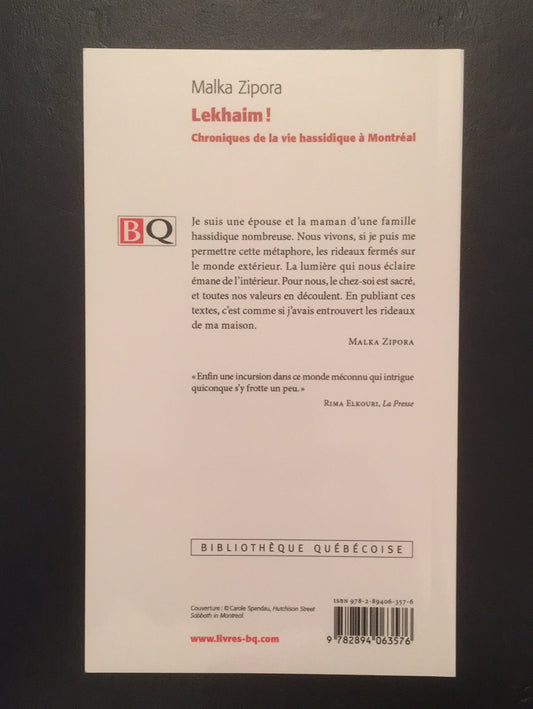 Malka Zipora
Lekhaim !
Chroniques de la vie hassidique à Montréal
BQ
Je suis une épouse et la maman d'une famille
hassidique nombreuse. Nous vivons, si je puis me
permettre cette métaphore, les rideaux fermés sur
le monde extérieur. La lumière qui nous éclaire
émane de l'intérieur. Pour nous, le chez-soi est sacré,
et toutes nos valeurs en découlent. En publiant ces
textes, c'est comme si j'avais entrouvert les rideaux
de ma maison.
Malka Zipora
« Enfin une incursion dans ce monde méconnu qui intrigue
quiconque s'y frotte un peu. »
Rima Elkouri, La Presse
BIBLIOTHÈQUE QUÉBÉCOISE
Couverture : © Carole Spandau, Hutchison Street
Sabbath in Montreal.
www.livres-bq.com
ISBN 978-2-89406-357-6
9 782894 063576